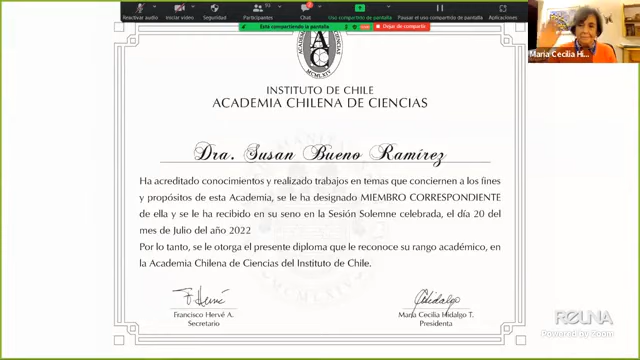 Reactivar audio
Iniciar video
Seguridad
Participantes
Chat
Uso compartido de pantalla
Pausar el uso compartido de pantalla
Aplicaciones
Está compartiendo la pantalla
Dejar de compartir
Maria Cecilia Hi...
MCMLXIV
INSTITUTO DE CHILE
ACADEMIA CHILENA DE CIENCIAS
Dra. Susan Bueno Ramírez
Ha acreditado conocimientos y realizado trabajos en temas que conciernen a los fines
y propósitos de esta Academia, se le ha designado MIEMBRO CORRESPONDIENTE
de ella y se le ha recibido en su seno en la Sesión Solemne celebrada, el día 20 del
mes de Julio del año 2022
Por lo tanto, se le otorga el presente diploma que le reconoce su rango académico, en
la Academia Chilena de Ciencias del Instituto de Chile.
F Hervé
CHidalgo
Francisco Hervé A.
María Cecilia Hidalgo T.
Secretario
Presidenta
REUNA
Powered by Zoom